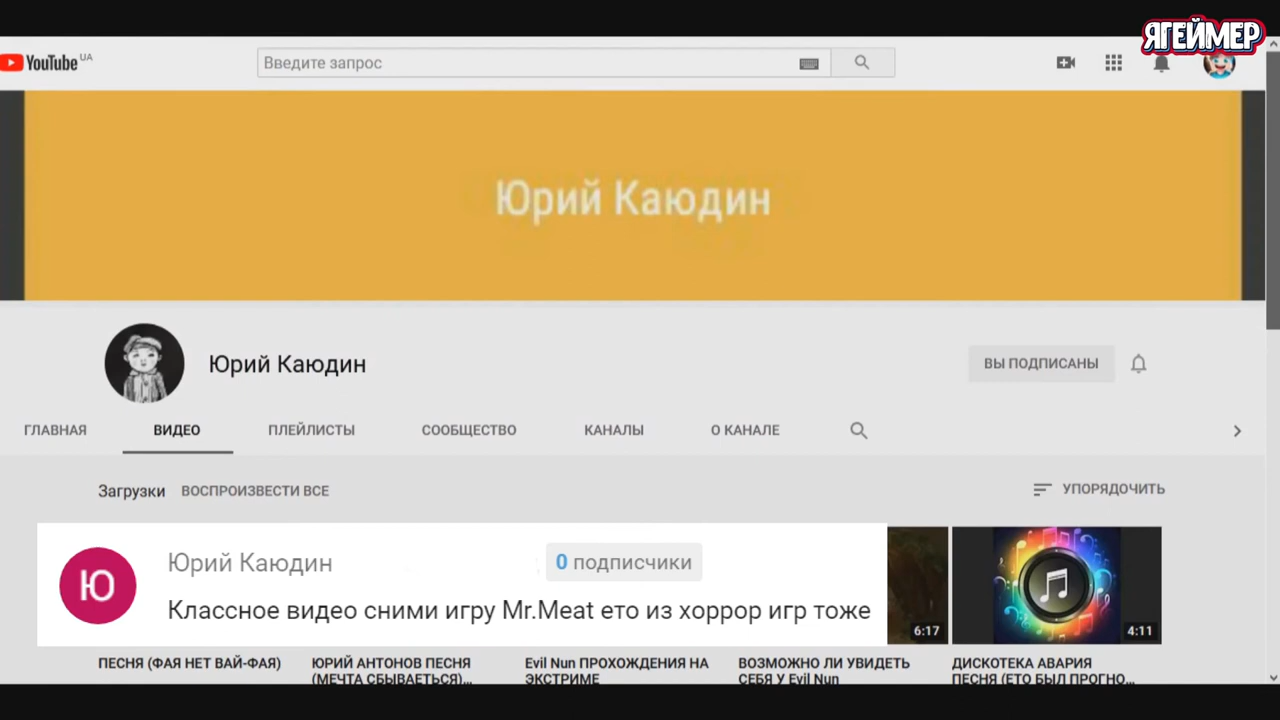 ЯГЕЙМЕР
YouTube UA
Введите запрос
Юрий Каюдин
Юрий Каюдин
ВЫ ПОДПИСАНЫ
ГЛАВНАЯ ВИДЕО ПЛЕЙЛИСТЫ СООБЩЕСТВО КАНАЛЫ О КАНАЛЕ
Загрузки ВОСПРОИЗВЕСТИ ВСЕ УПОРЯДОЧИТЬ
Ю
Юрий Каюдин 0 подписчики
Классное видео сними игру Mr.Meat ето из хоррор игр тоже
6:17 4:11
ПЕСНЯ (ФАЯ НЕТ ВАЙ-ФАЯ)
ЮРИЙ АНТОНОВ ПЕСНЯ
(МЕЧТА СБЫВАЕТЬСЯ)...
Evil Nun ПРОХОЖДЕНИЯ НА
ЭКСТРИМЕ
ВОЗМОЖНО ЛИ УВИДЕТЬ
СЕБЯ У Evil Nun
ДИСКОТЕКА АВАРИЯ
ПЕСНЯ (ЕТО БЫЛ ПРОГНО...